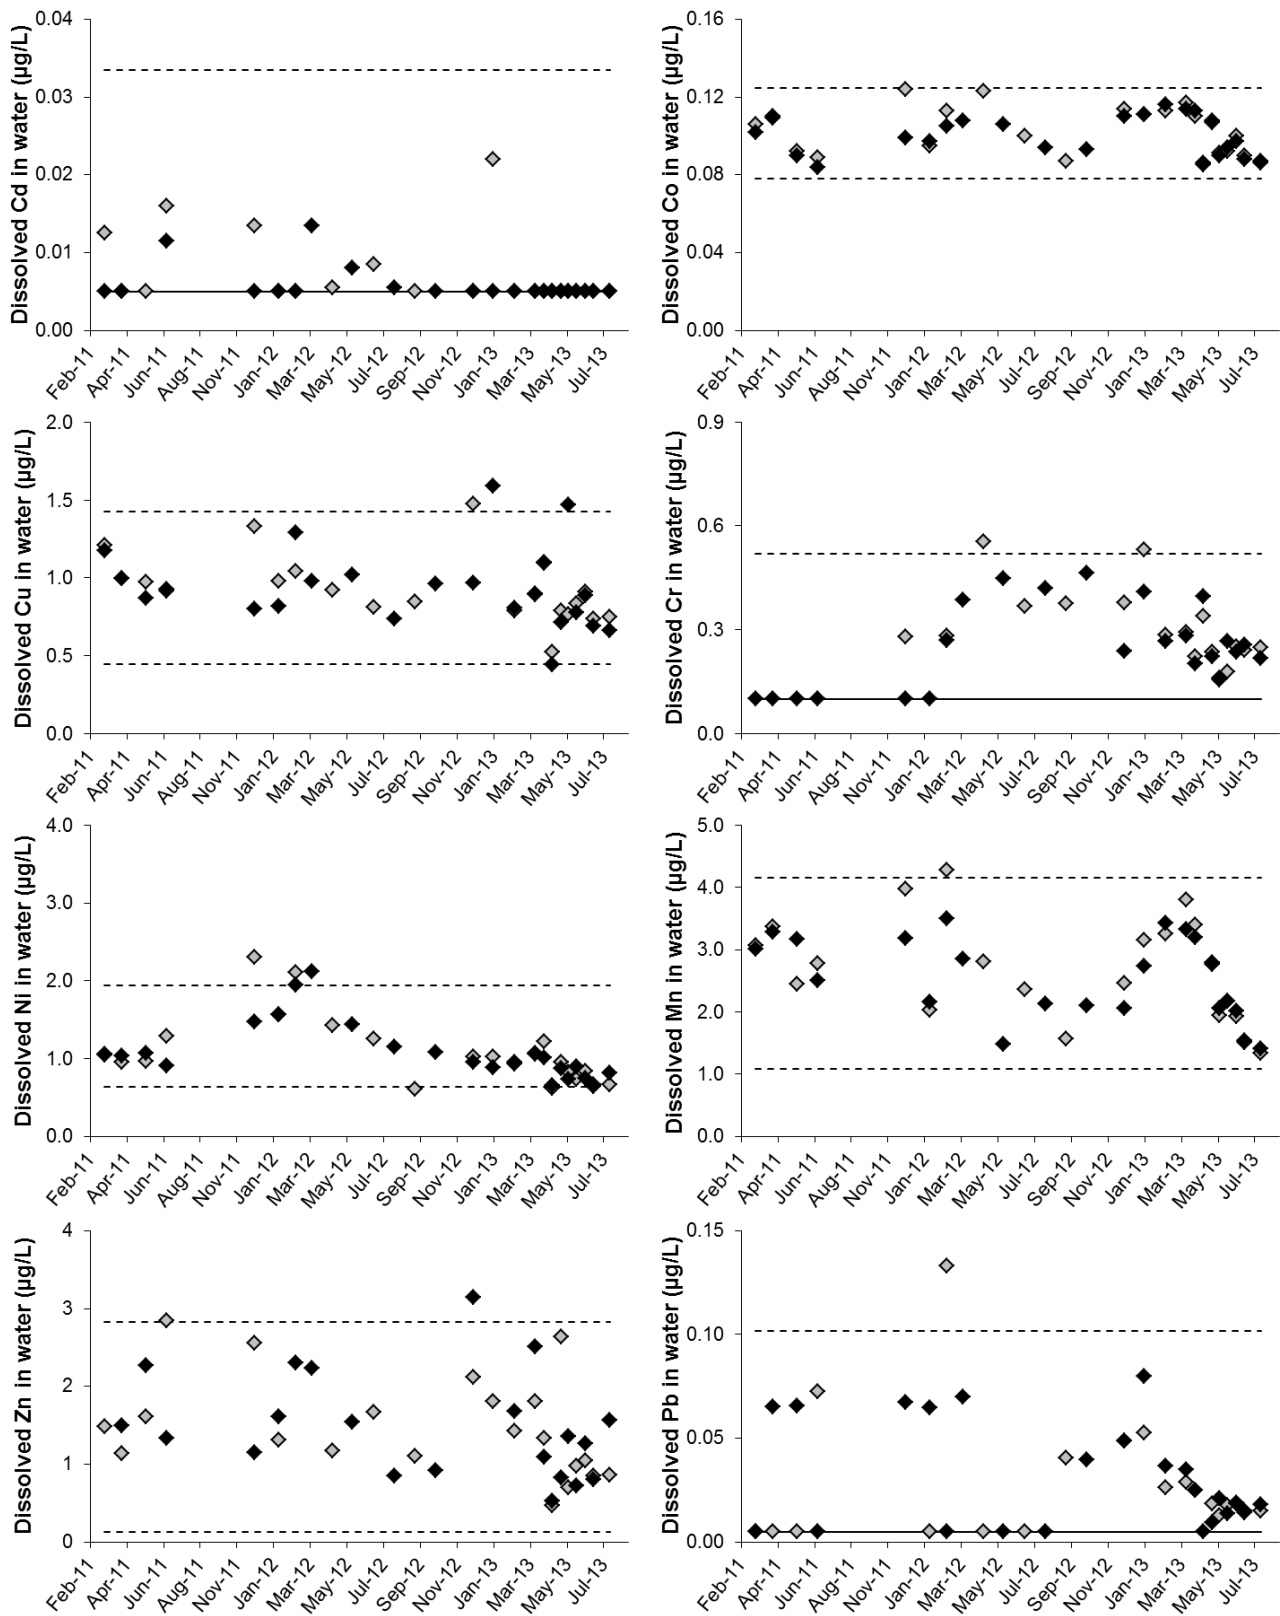 Dissolved Cd in water (µg/L)
0.04
0.03
0.02
0.01
0.00
Feb-11 Apr-11 Jun-11 Aug-11 Nov-11 Jan-12 Mar-12 May-12 Jul-12 Sep-12 Nov-12 Jan-13 Mar-13 May-13 Jul-13
Dissolved Co in water (µg/L)
0.16
0.12
0.08
0.04
0.00
Feb-11 Apr-11 Jun-11 Aug-11 Nov-11 Jan-12 Mar-12 May-12 Jul-12 Sep-12 Nov-12 Jan-13 Mar-13 May-13 Jul-13
Dissolved Cu in water (µg/L)
2.0
1.5
1.0
0.5
0.0
Feb-11 Apr-11 Jun-11 Aug-11 Nov-11 Jan-12 Mar-12 May-12 Jul-12 Sep-12 Nov-12 Jan-13 Mar-13 May-13 Jul-13
Dissolved Cr in water (µg/L)
0.9
0.6
0.3
0.0
Feb-11 Apr-11 Jun-11 Aug-11 Nov-11 Jan-12 Mar-12 May-12 Jul-12 Sep-12 Nov-12 Jan-13 Mar-13 May-13 Jul-13
Dissolved Ni in water (µg/L)
4.0
3.0
2.0
1.0
0.0
Feb-11 Apr-11 Jun-11 Aug-11 Nov-11 Jan-12 Mar-12 May-12 Jul-12 Sep-12 Nov-12 Jan-13 Mar-13 May-13 Jul-13
Dissolved Mn in water (µg/L)
5.0
4.0
3.0
2.0
1.0
0.0
Feb-11 Apr-11 Jun-11 Aug-11 Nov-11 Jan-12 Mar-12 May-12 Jul-12 Sep-12 Nov-12 Jan-13 Mar-13 May-13 Jul-13
Dissolved Zn in water (µg/L)
4
3
2
1
0
Feb-11 Apr-11 Jun-11 Aug-11 Nov-11 Jan-12 Mar-12 May-12 Jul-12 Sep-12 Nov-12 Jan-13 Mar-13 May-13 Jul-13
Dissolved Pb in water (µg/L)
0.15
0.10
0.05
0.00
Feb-11 Apr-11 Jun-11 Aug-11 Nov-11 Jan-12 Mar-12 May-12 Jul-12 Sep-12 Nov-12 Jan-13 Mar-13 May-13 Jul-13